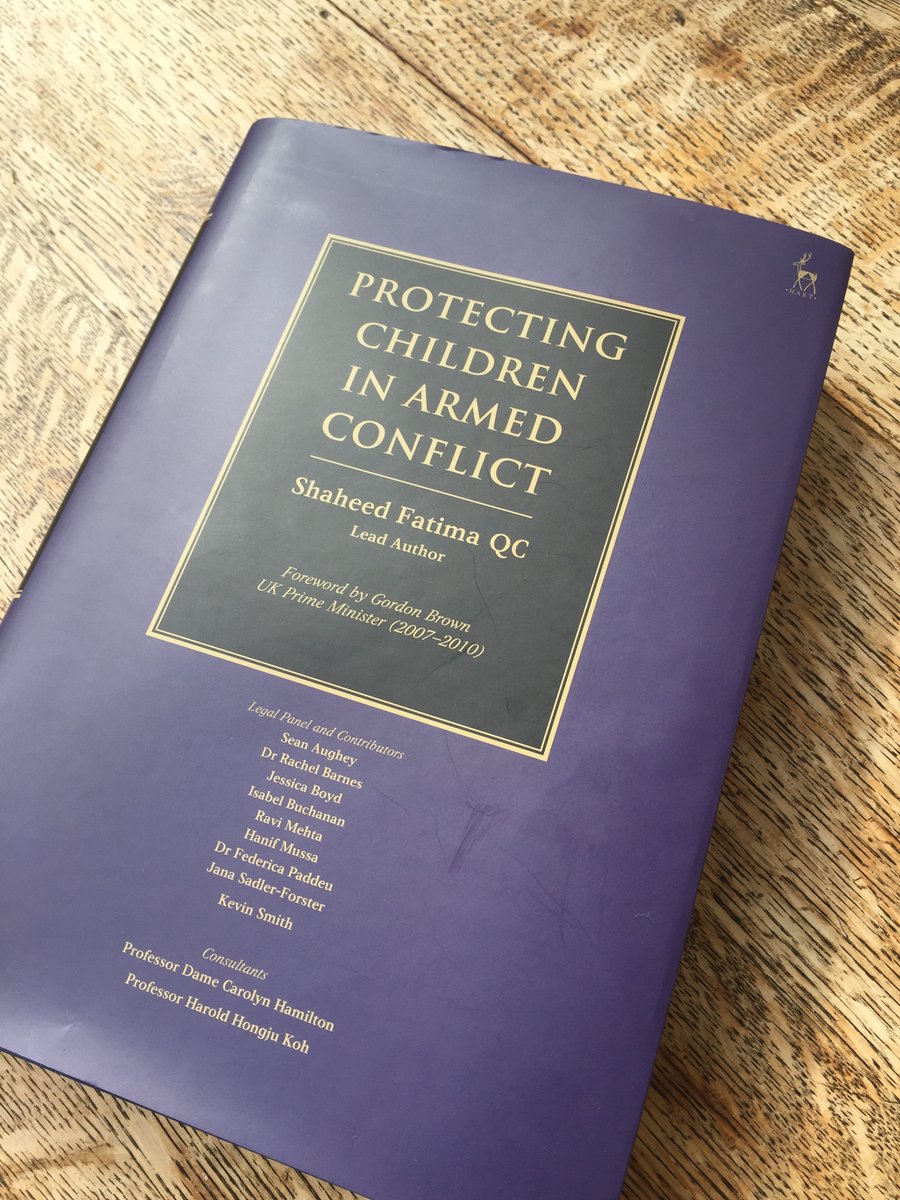 ·HART·
PROTECTING
CHILDREN
IN ARMED
CONFLICT
Shaheed Fatima QC
Lead Author
Foreword by Gordon Brown
UK Prime Minister (2007–2010)
Legal Panel and Contributors
Sean Aughey
Dr Rachel Barnes
Jessica Boyd
Isabel Buchanan
Ravi Mehta
Hanif Mussa
Dr Federica Paddeu
Jana Sadler-Forster
Kevin Smith
Consultants
Professor Dame Carolyn Hamilton
Professor Harold Hongju Koh